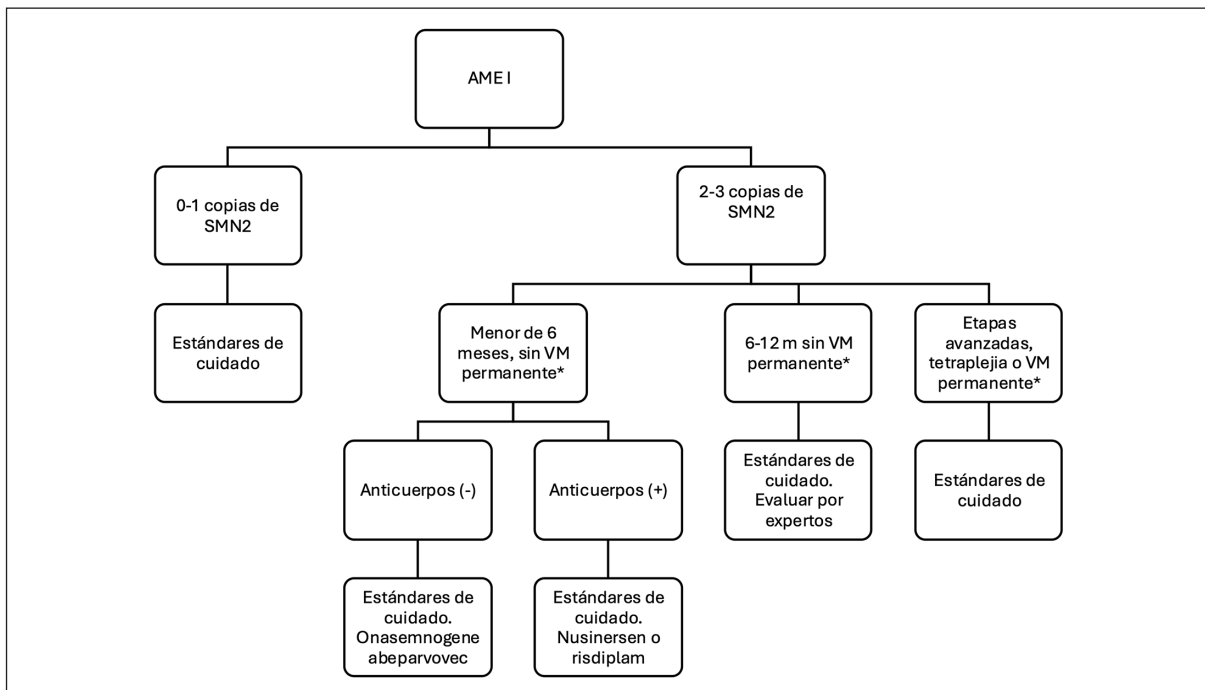 AME I
0-1 copias de
SMN2
2-3 copias de
SMN2
Estándares de
cuidado
Menor de 6
meses, sin VM
permanente*
6-12 m sin VM
permanente*
Etapas
avanzadas,
tetraplejia o VM
permanente*
Anticuerpos (-)
Anticuerpos (+)
Estándares de
cuidado.
Evaluar por
expertos
Estándares de
cuidado
Estándares de
cuidado.
Onasemnogene
abeparvovec
Estándares de
cuidado.
Nusinersen o
risdiplam